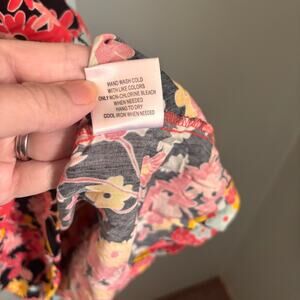 HAND WASH COLD
WITH LIKE COLORS
ONLY NON-CHLORINE BLEACH
WHEN NEEDED
HANG TO DRY
COOL IRON WHEN NEEDED